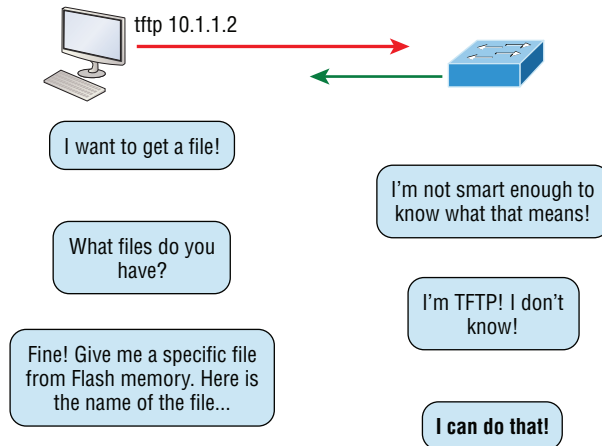 tftp 10.1.1.2
I want to get a file!
I'm not smart enough to
know what that means!
What files do you
have?
I'm TFTP! I don't
know!
Fine! Give me a specific file
from Flash memory. Here is
the name of the file...
I can do that!